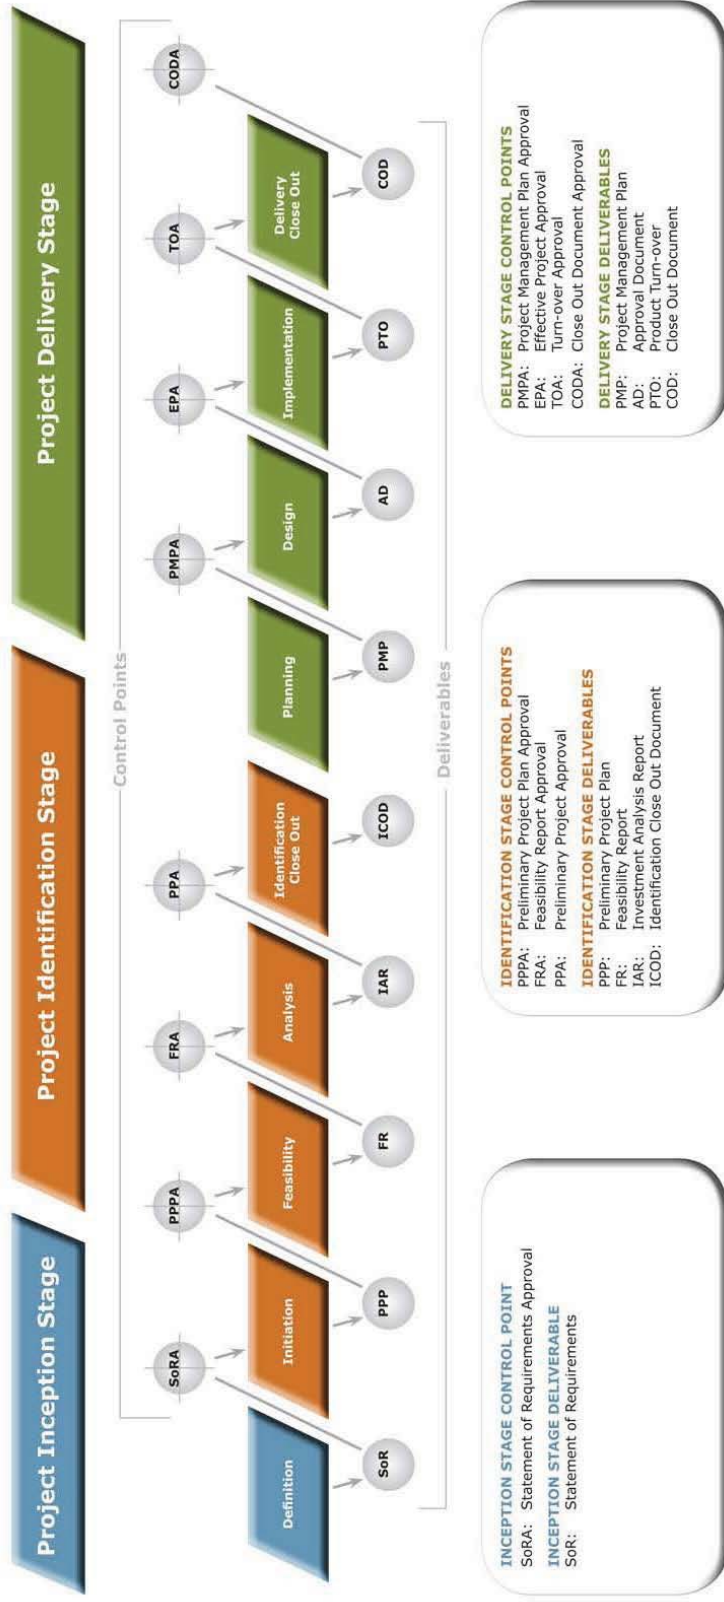 Project Inception Stage
Project Identification Stage
Project Delivery Stage
Control Points
SoRA
PPPA
FRA
PPA
PMPA
EPA
TOA
CODA
Definition
Initiation
Feasibility
Analysis
Identification
Close Out
Planning
Design
Implementation
Delivery
Close Out
SoR
PPP
FR
IAR
ICOD
PMP
AD
PTO
COD
Deliverables
INCEPTION STAGE CONTROL POINT
SoRA: Statement of Requirements Approval
INCEPTION STAGE DELIVERABLE
SoR: Statement of Requirements
IDENTIFICATION STAGE CONTROL POINTS
PPPA: Preliminary Project Plan Approval
FRA: Feasibility Report Approval
PPA: Preliminary Project Approval
IDENTIFICATION STAGE DELIVERABLES
PPP: Preliminary Project Plan
FR: Feasibility Report
IAR: Investment Analysis Report
ICOD: Identification Close Out Document
DELIVERY STAGE CONTROL POINTS
PMPA: Project Management Plan Approval
EPA: Effective Project Approval
TOA: Turn-over Approval
CODA: Close Out Document Approval
DELIVERY STAGE DELIVERABLES
PMP: Project Management Plan
AD: Approval Document
PTO: Product Turn-over
COD: Close Out Document